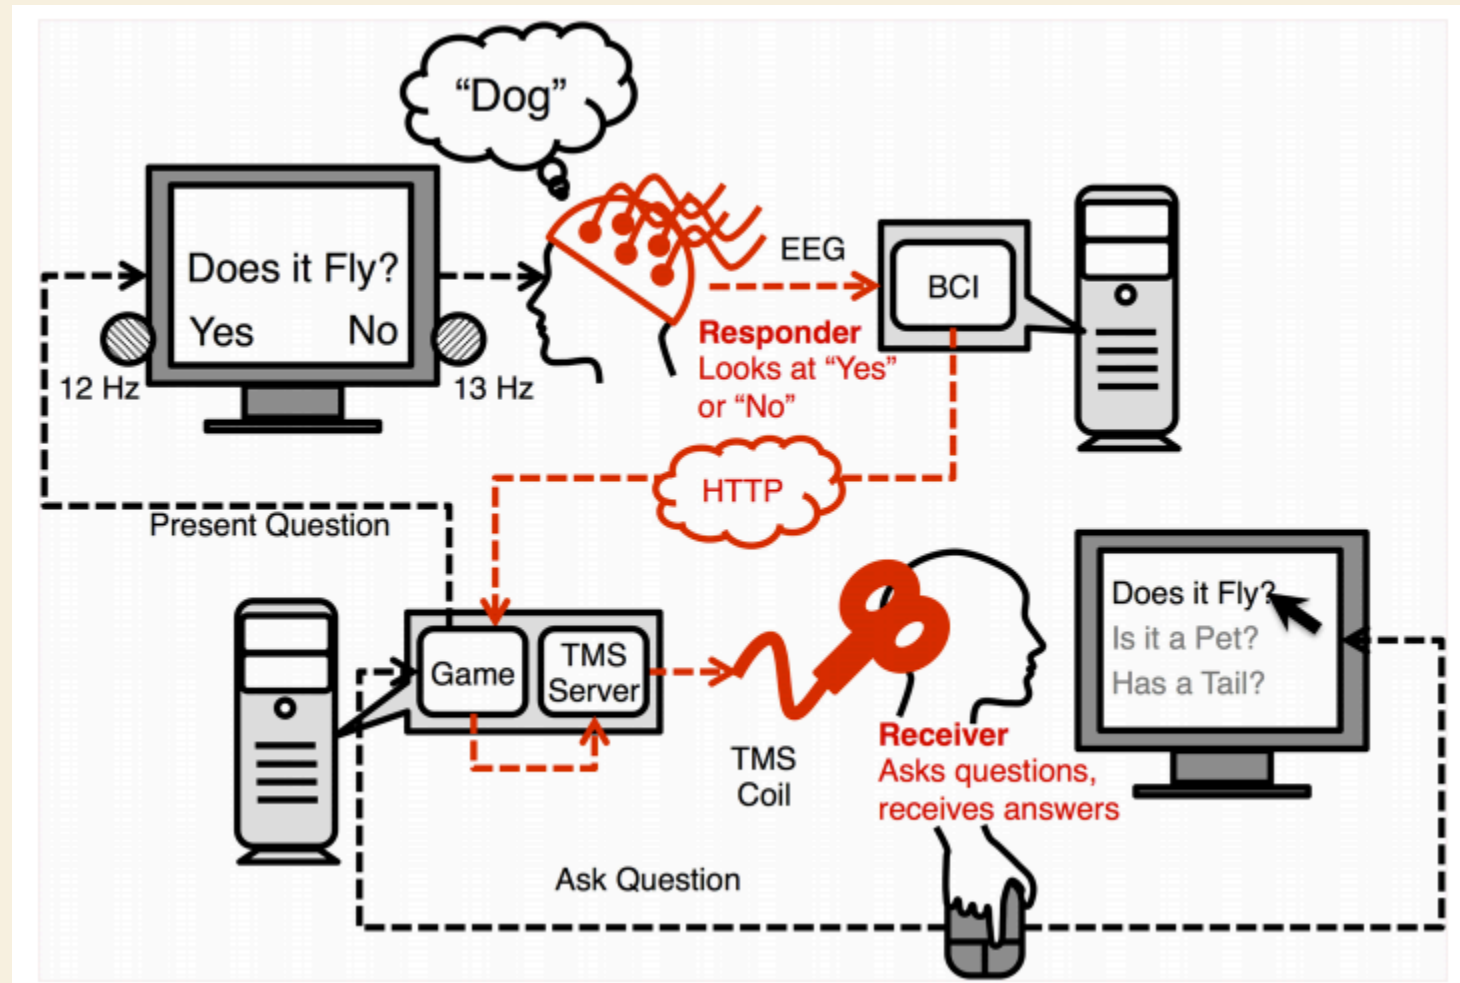 “Dog”
Does it Fly?
Yes No
12 Hz
13 Hz
EEG
BCI
Responder
Looks at “Yes”
or “No”
HTTP
Present Question
Game
TMS
Server
TMS
Coil
Receiver
Asks questions,
receives answers
Does it Fly?
Is it a Pet?
Has a Tail?
Ask Question